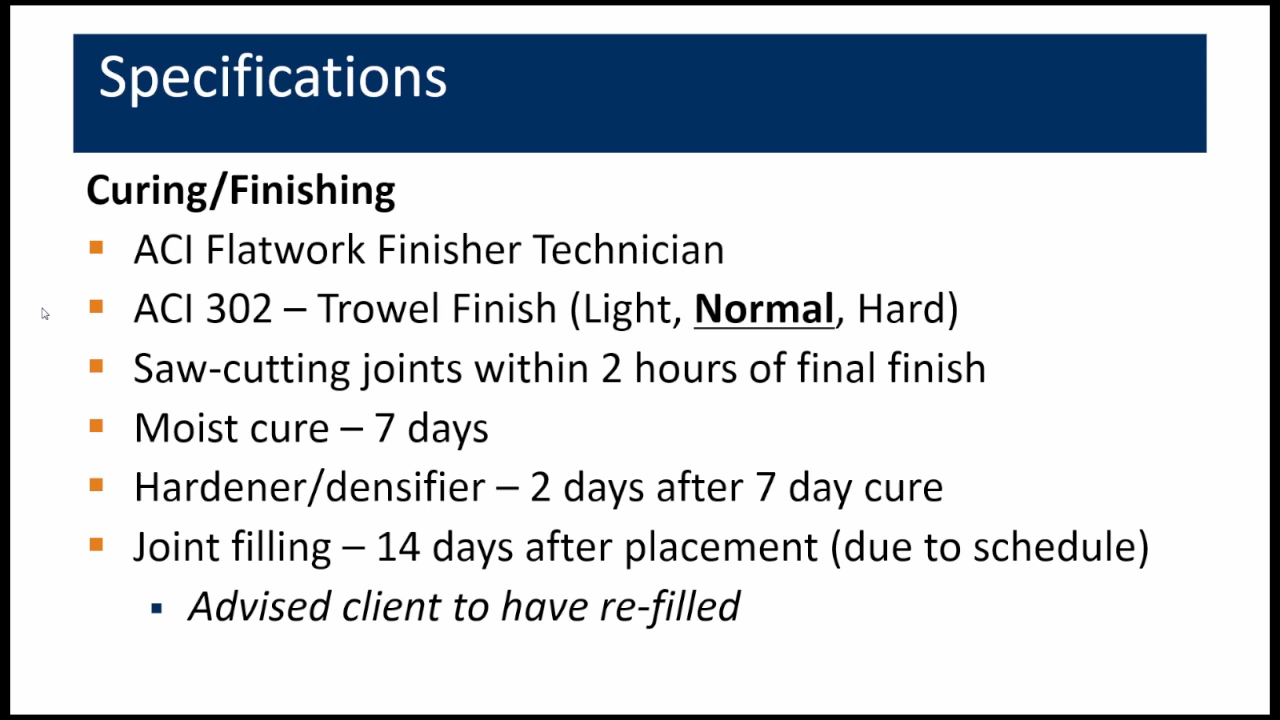 Specifications
Curing/Finishing
ACI Flatwork Finisher Technician
ACI 302 – Trowel Finish (Light, Normal, Hard)
Saw-cutting joints within 2 hours of final finish
Moist cure – 7 days
Hardener/densifier – 2 days after 7 day cure
Joint filling – 14 days after placement (due to schedule)
Advised client to have re-filled